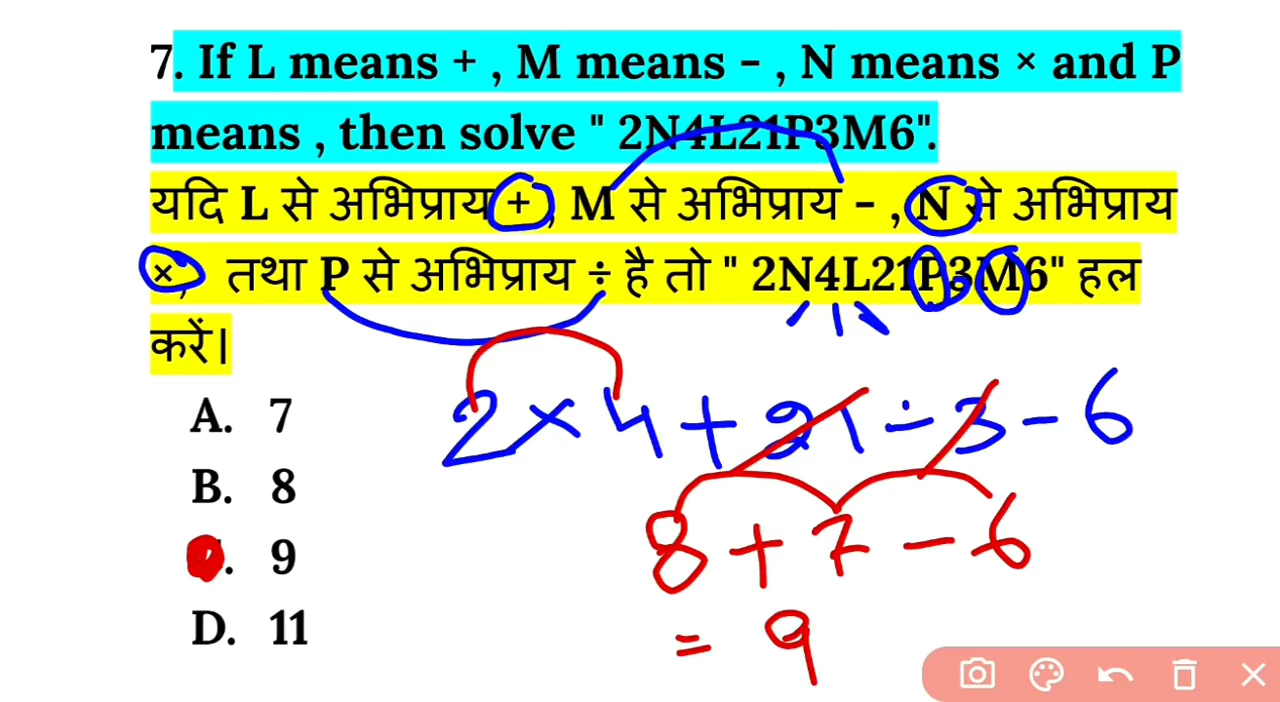 7. If L means + , M means - , N means × and P
means , then solve " 2N4L21P3M6".
यदि L से अभिप्राय + , M से अभिप्राय - , N से अभिप्राय
×, तथा P से अभिप्राय ÷ है तो " 2N4L21P3M6" हल
करें।
A. 7
B. 8
. 9
D. 11
2 × 4 + 21 ÷ 3 - 6
8 + 7 - 6
= 9